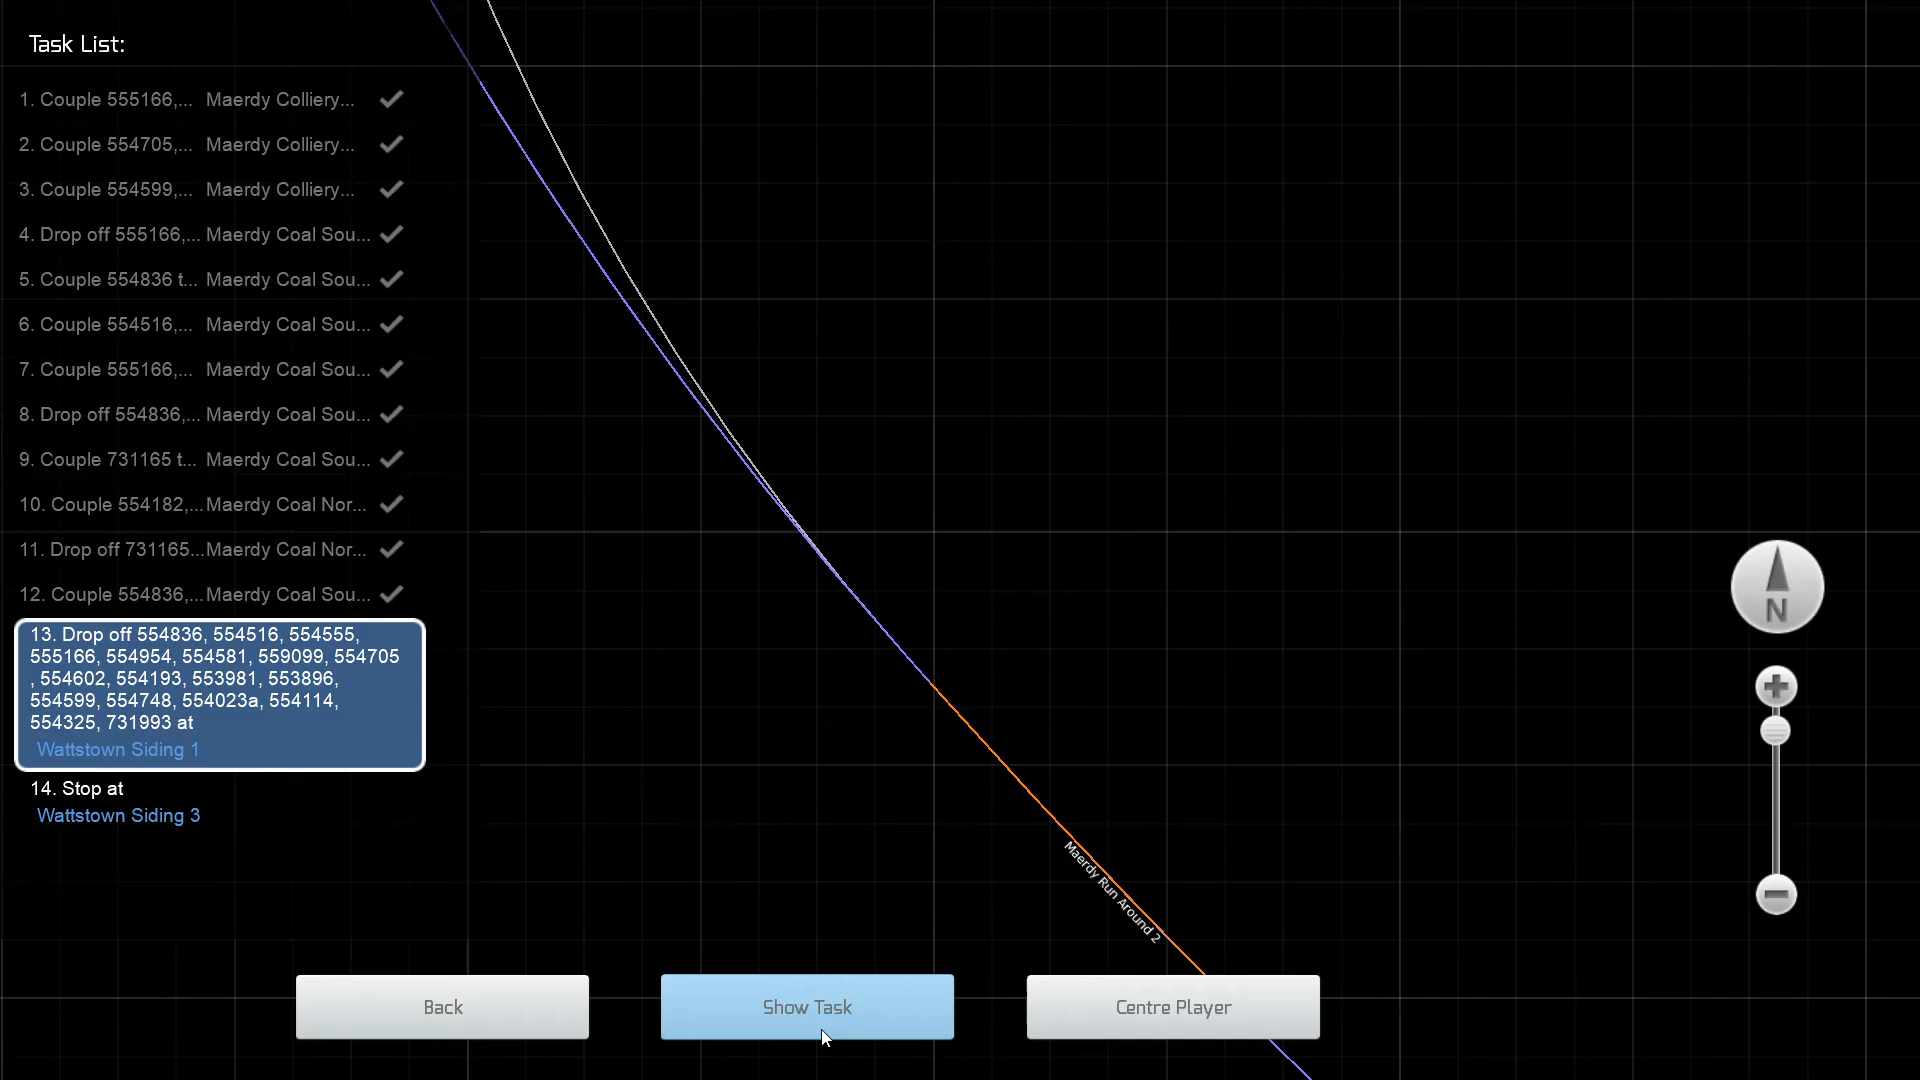 Task List:
1. Couple 555166,... Maerdy Colliery...
2. Couple 554705,... Maerdy Colliery...
3. Couple 554599,... Maerdy Colliery...
4. Drop off 555166,... Maerdy Coal Sou...
5. Couple 554836 t... Maerdy Coal Sou...
6. Couple 554516,... Maerdy Coal Sou...
7. Couple 555166,... Maerdy Coal Sou...
8. Drop off 554836,... Maerdy Coal Sou...
9. Couple 731165 t... Maerdy Coal Sou...
10. Couple 554182,... Maerdy Coal Nor...
11. Drop off 731165... Maerdy Coal Nor...
12. Couple 554836,... Maerdy Coal Sou...
13. Drop off 554836, 554516, 554555,
555166, 554954, 554581, 559099, 554705
, 554602, 554193, 553981, 553896,
554599, 554748, 554023a, 554114,
554325, 731993 at
Wattstown Siding 1
14. Stop at
Wattstown Siding 3
Maerdy Run Around 2
N
Back
Show Task
Centre Player